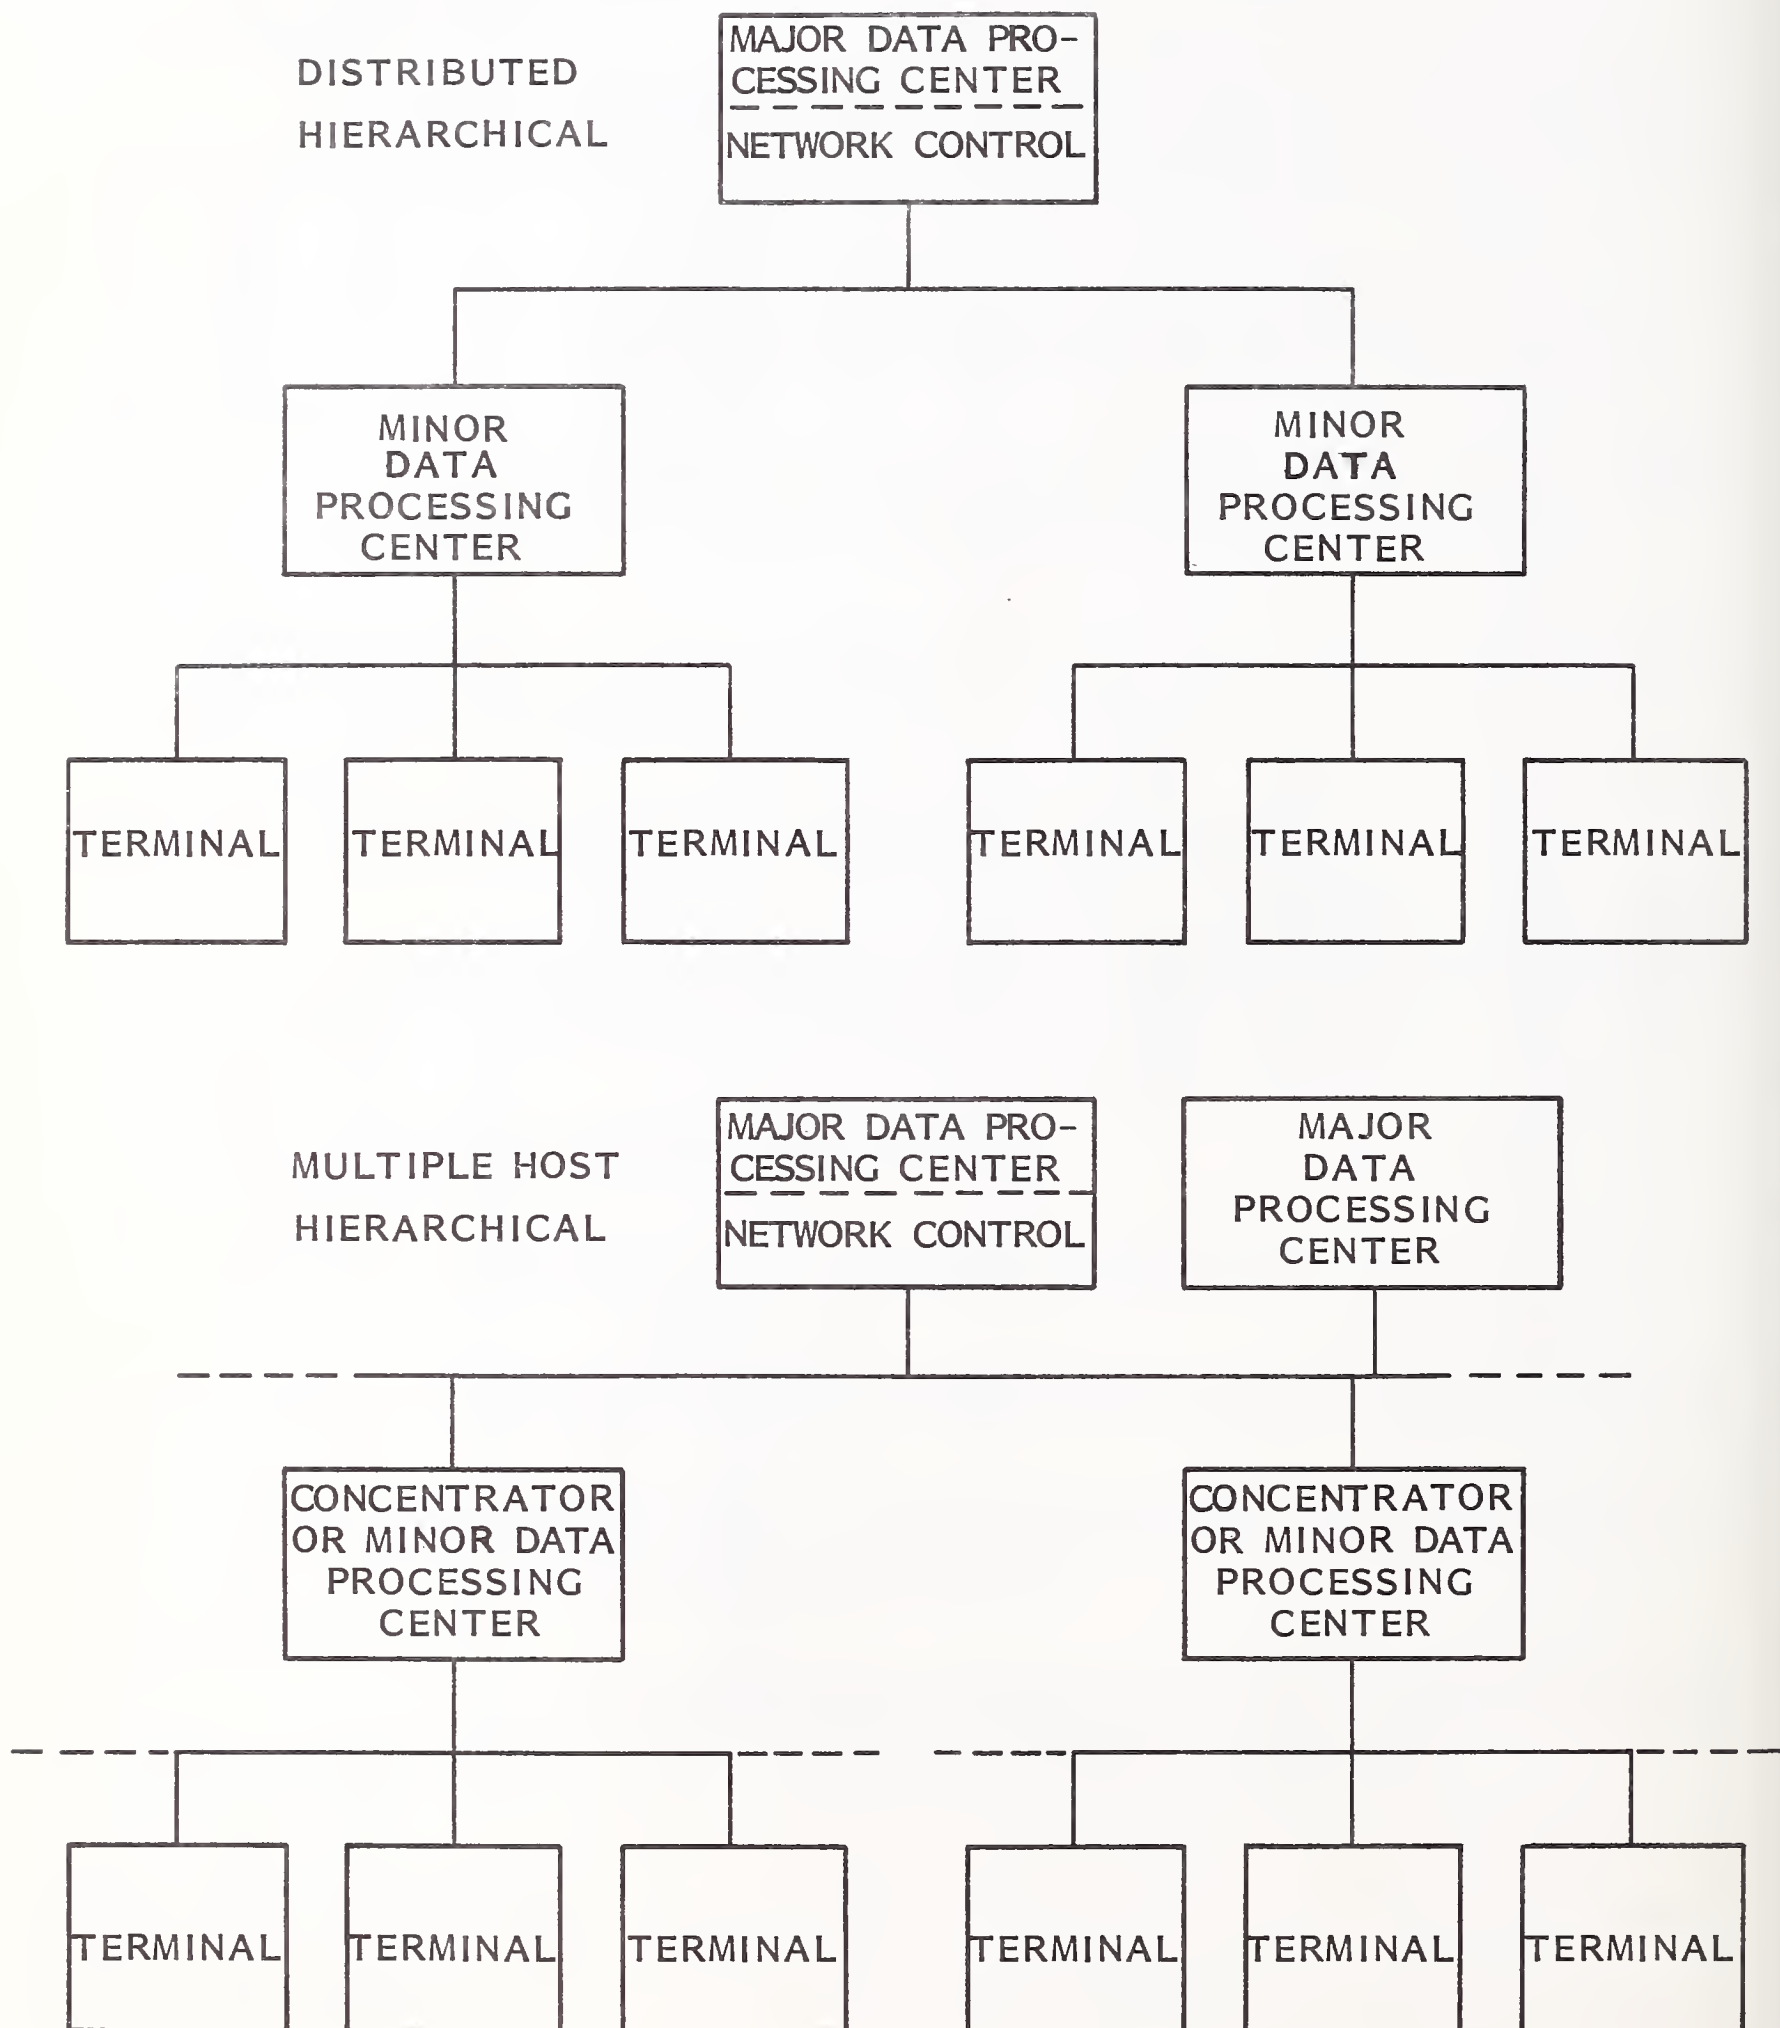 DISTRIBUTED
HIERARCHICAL
MAJOR DATA PRO-
CESSING CENTER
NETWORK CONTROL
MINOR
DATA
PROCESSING
CENTER
MINOR
DATA
PROCESSING
CENTER
TERMINAL
TERMINAL
TERMINAL
TERMINAL
TERMINAL
TERMINAL
MULTIPLE HOST
HIERARCHICAL
MAJOR DATA PRO-
CESSING CENTER
NETWORK CONTROL
MAJOR
DATA
PROCESSING
CENTER
CONCENTRATOR
OR MINOR DATA
PROCESSING
CENTER
CONCENTRATOR
OR MINOR DATA
PROCESSING
CENTER
TERMINAL
TERMINAL
TERMINAL
TERMINAL
TERMINAL
TERMINAL